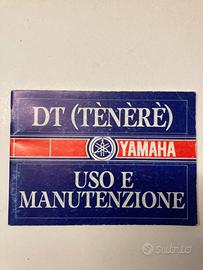 DT (TÈNÈRÈ)
YAMAHA
USO E
MANUTENZIONE
subito